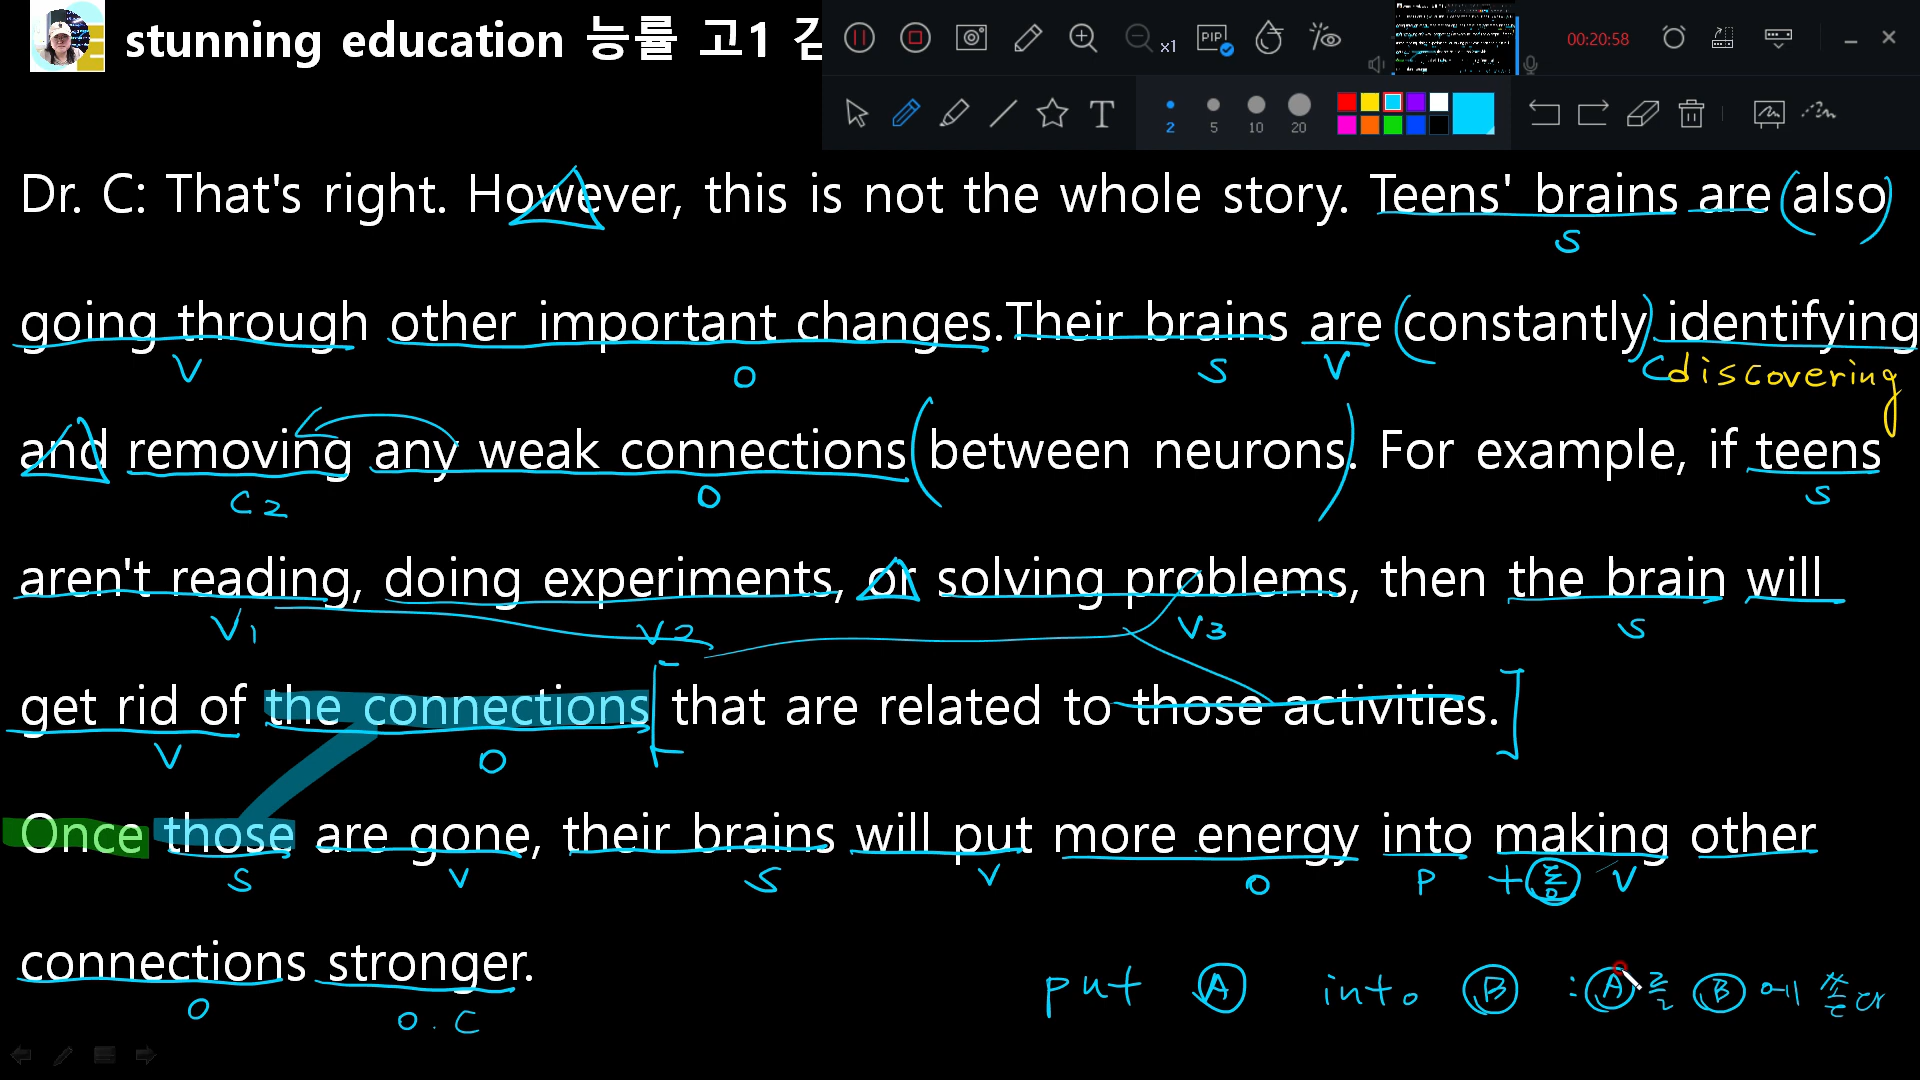 stunning education 능률 고1 김
x1
PIP
00:20:58
2 5 10 20
T
Dr. C: That's right. However, this is not the whole story. Teens' brains are (also)
S
going through other important changes.Their brains are (constantly) identifying
V O S V C discovering
and removing any weak connections (between neurons). For example, if teens
C2 O S
aren't reading, doing experiments, or solving problems, then the brain will
V1 V2 V3 S
get rid of the connections [that are related to those activities.]
V O
Once those are gone, their brains will put more energy into making other
S V S V O P + 동 V
connections stronger.
O O.C
put A into B : A를 B에 쏟다